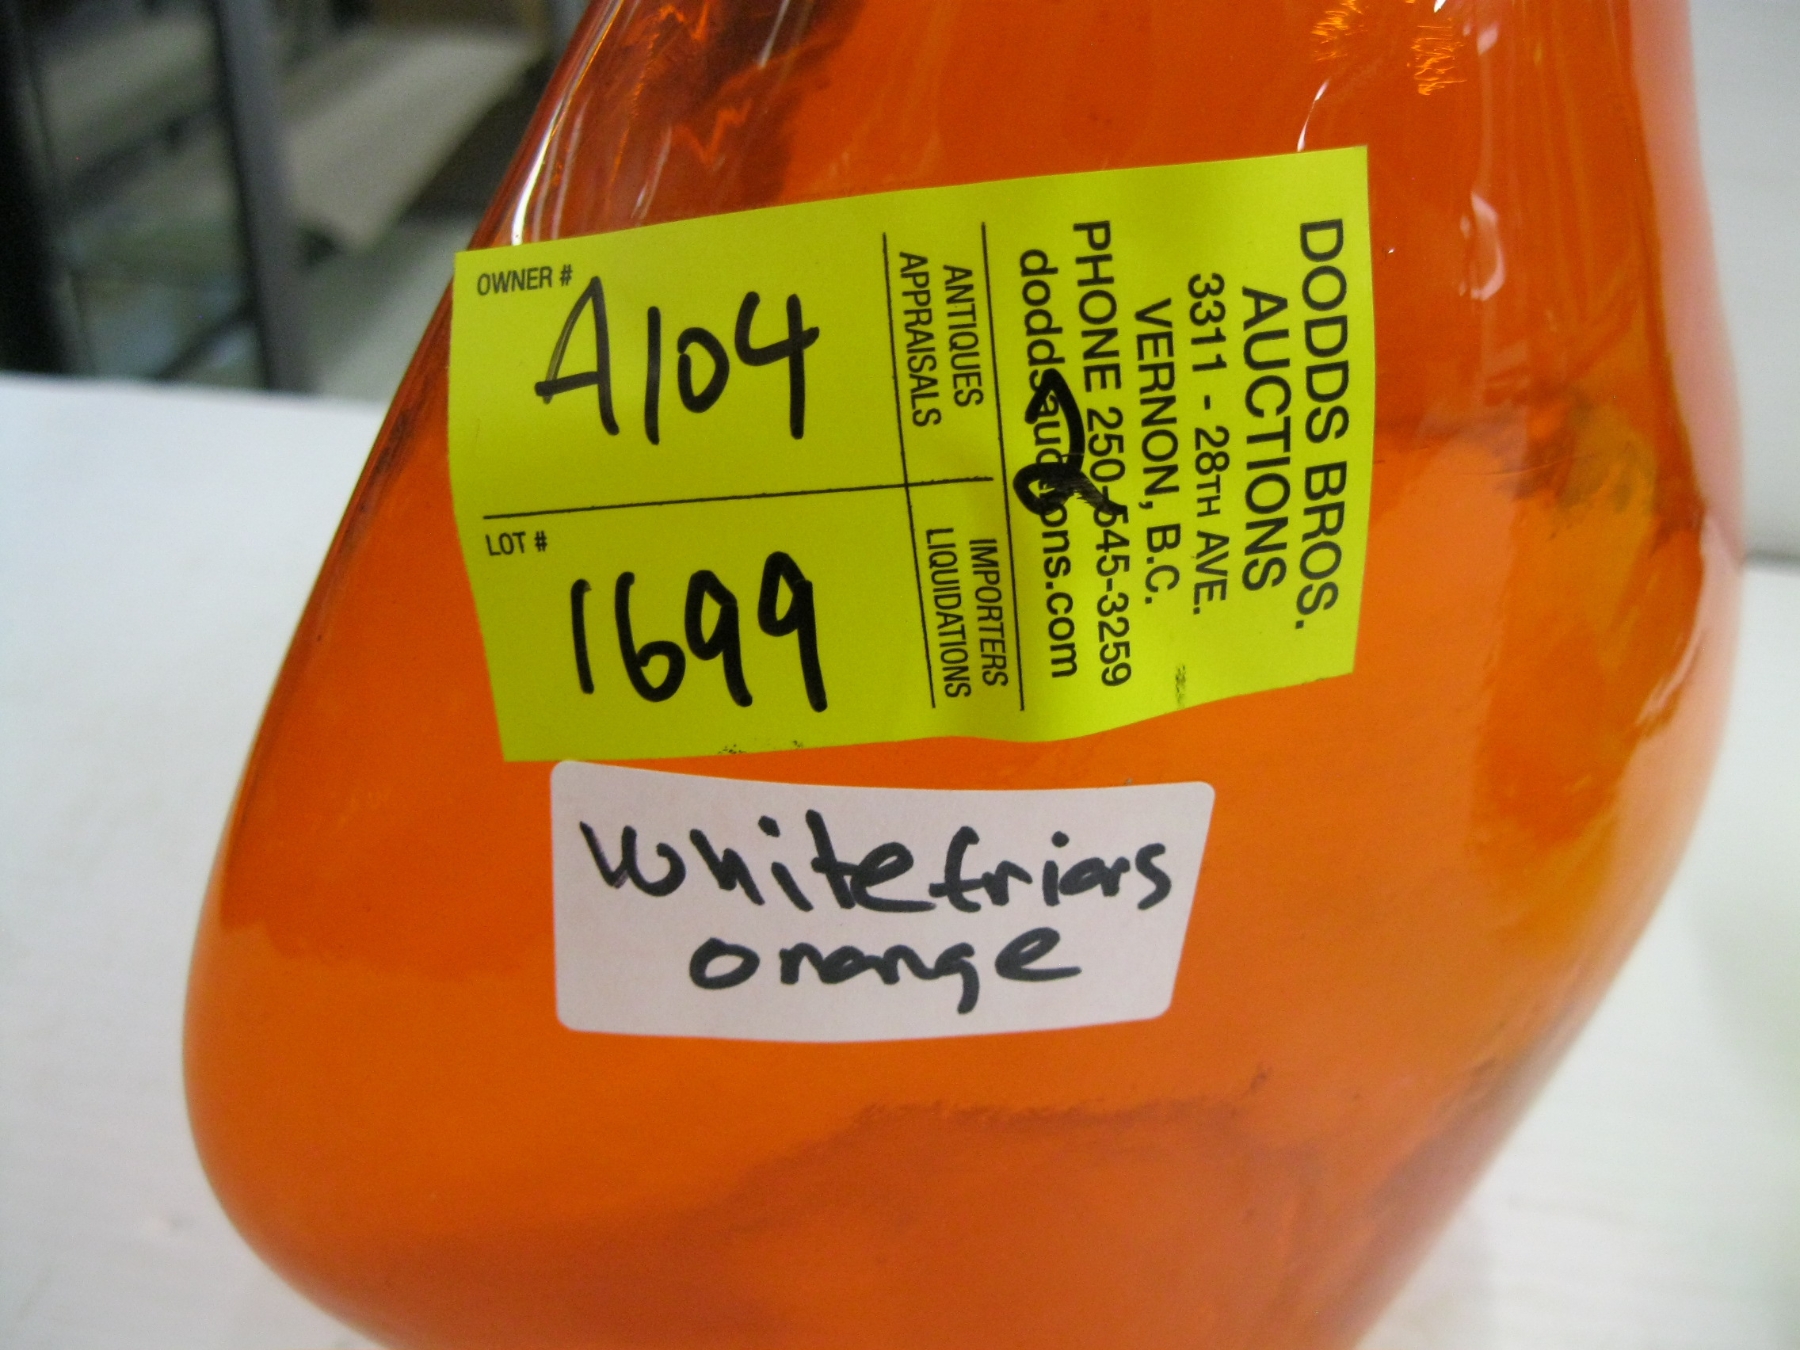 DODDS BROS.
AUCTIONS
3311 - 28TH AVE.
VERNON, B.C.
PHONE 250-545-3259
doddsauctions.com
2
ANTIQUES
APPRAISALS
IMPORTERS
LIQUIDATIONS
OWNER #
A104
LOT #
1699
Whitefriars
orange